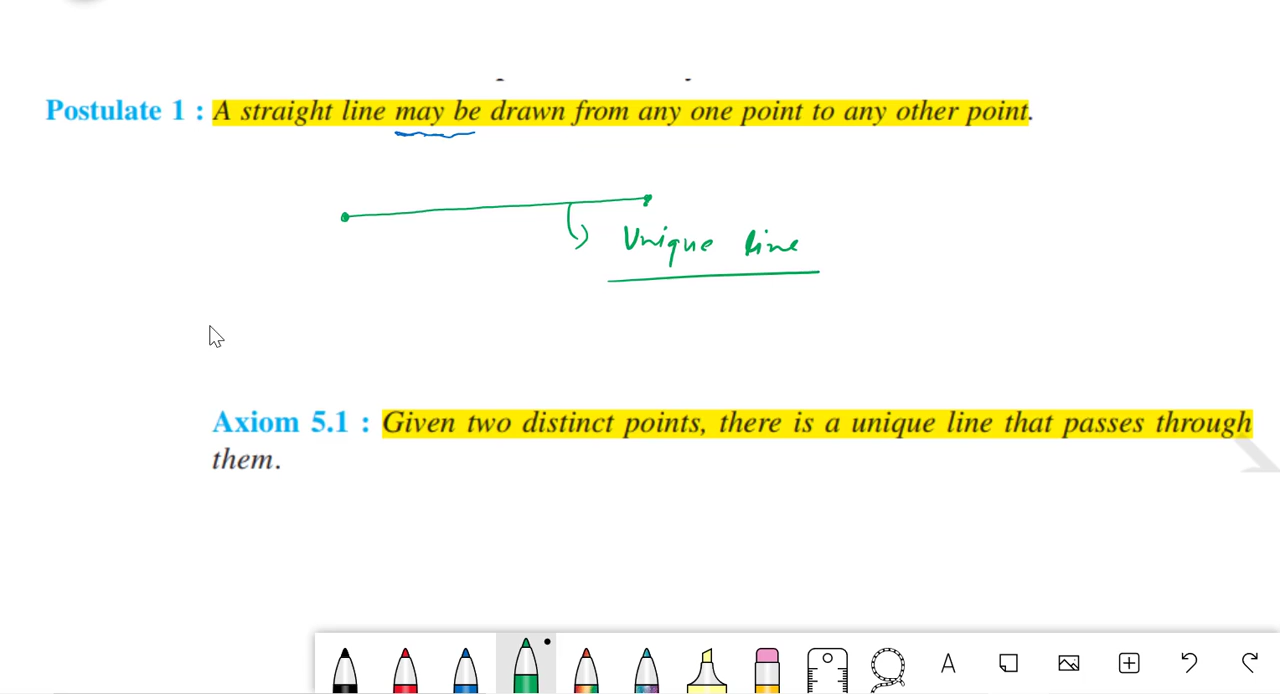 Postulate 1 : A straight line may be drawn from any one point to any other point.
Unique line
Axiom 5.1 : Given two distinct points, there is a unique line that passes through
them.
A